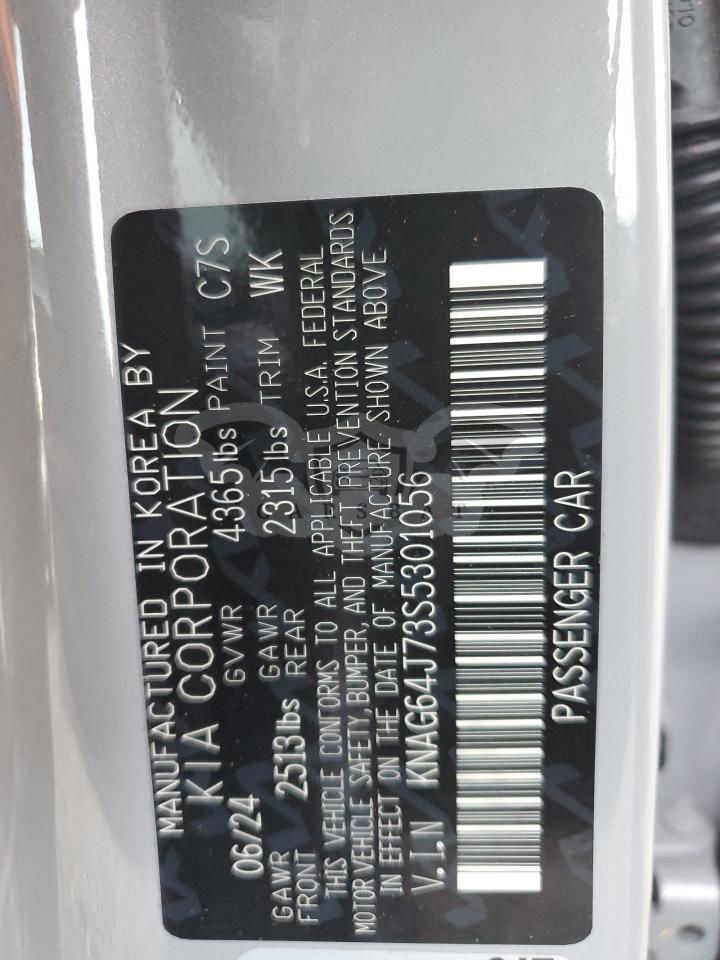 MANUFACTURED IN KOREA BY
KIA CORPORATION
06/24 GVWR 4365lbs PAINT C7S
GAWR FRONT 2513lbs GAWR REAR 2315lbs TRIM WK
THIS VEHICLE CONFORMS TO ALL APPLICABLE U.S.A. FEDERAL
MOTOR VEHICLE SAFETY, BUMPER, AND THEFT PREVENTION STANDARDS
IN EFFECT ON THE DATE OF MANUFACTURE SHOWN ABOVE
V.I.N KNAG64J73S5301056
PASSENGER CAR